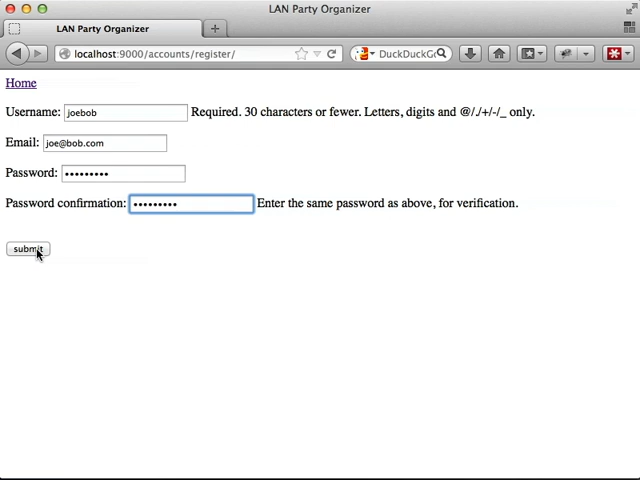 LAN Party Organizer
LAN Party Organizer
localhost:9000/accounts/register/
DuckDuckGo
Home
Username: joebob Required. 30 characters or fewer. Letters, digits and @/./+/-/_ only.
Email: joe@bob.com
Password: •••••••••
Password confirmation: ••••••••• Enter the same password as above, for verification.
submit